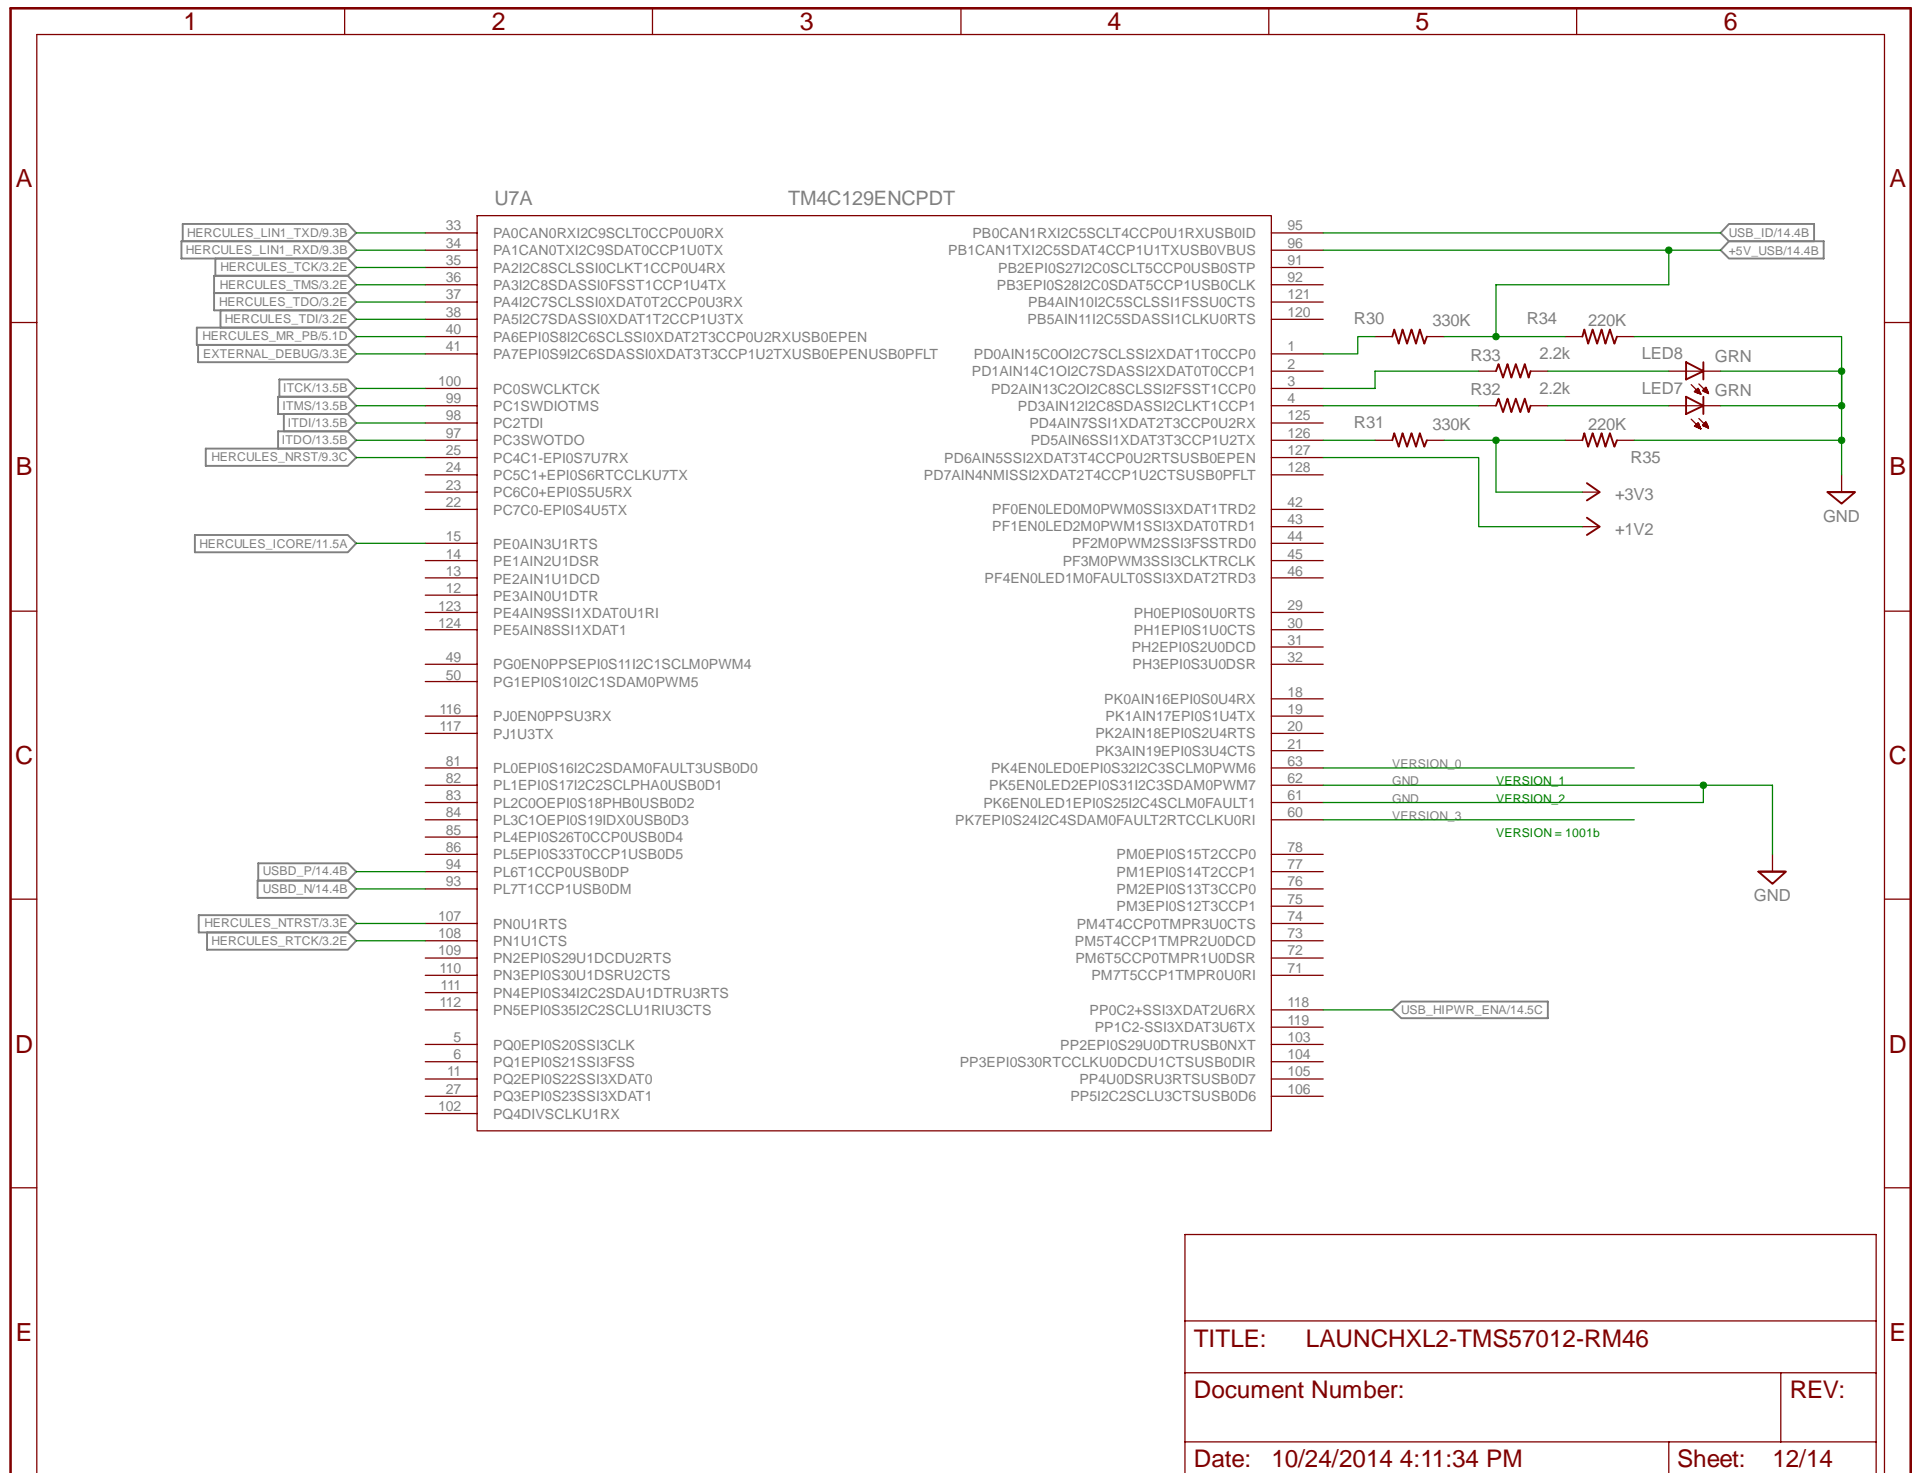 1 2 3 4 5 6
A A
U7A TM4C129ENCPDT
HERCULES_LIN1_TXD/9.3B 33 PA0CAN0RXI2C9SCLT0CCP0U0RX
HERCULES_LIN1_RXD/9.3B 34 PA1CAN0TXI2C9SDAT0CCP1U0TX
HERCULES_TCK/3.2E 35 PA2I2C8SCLSSI0CLKT1CCP0U4RX
HERCULES_TMS/3.2E 36 PA3I2C8SDASSI0FSST1CCP1U4TX
HERCULES_TDO/3.2E 37 PA4I2C7SCLSSI0XDAT0T2CCP0U3RX
HERCULES_TDI/3.2E 38 PA5I2C7SDASSI0XDAT1T2CCP1U3TX
HERCULES_MR_PB/5.1D 40 PA6EPI0S8I2C6SCLSSI0XDAT2T3CCP0U2RXUSB0EPEN
EXTERNAL_DEBUG/3.3E 41 PA7EPI0S9I2C6SDASSI0XDAT3T3CCP1U2TXUSB0EPENUSB0PFLT
ITCK/13.5B 100 PC0SWCLKTCK
ITMS/13.5B 99 PC1SWDIOTMS
ITDI/13.5B 98 PC2TDI
ITDO/13.5B 97 PC3SWOTDO
HERCULES_NRST/9.3C 25 PC4C1-EPI0S7U7RX
24 PC5C1+EPI0S6RTCCLKU7TX
23 PC6C0+EPI0S5U5RX
22 PC7C0-EPI0S4U5TX
HERCULES_ICORE/11.5A 15 PE0AIN3U1RTS
14 PE1AIN2U1DSR
13 PE2AIN1U1DCD
12 PE3AIN0U1DTR
123 PE4AIN9SSI1XDAT0U1RI
124 PE5AIN8SSI1XDAT1
49 PG0EN0PPSEPI0S11I2C1SCLM0PWM4
50 PG1EPI0S10I2C1SDAM0PWM5
116 PJ0EN0PPSU3RX
117 PJ1U3TX
81 PL0EPI0S16I2C2SDAM0FAULT3USB0D0
82 PL1EPI0S17I2C2SCLPHA0USB0D1
83 PL2C0OEPI0S18PHB0USB0D2
84 PL3C1OEPI0S19IDX0USB0D3
85 PL4EPI0S26T0CCP0USB0D4
86 PL5EPI0S33T0CCP1USB0D5
USBD_P/14.4B 94 PL6T1CCP0USB0DP
USBD_N/14.4B 93 PL7T1CCP1USB0DM
HERCULES_NTRST/3.3E 107 PN0U1RTS
HERCULES_RTCK/3.2E 108 PN1U1CTS
109 PN2EPI0S29U1DCDU2RTS
110 PN3EPI0S30U1DSRU2CTS
111 PN4EPI0S34I2C2SDAU1DTRU3RTS
112 PN5EPI0S35I2C2SCLU1RIU3CTS
5 PQ0EPI0S20SSI3CLK
6 PQ1EPI0S21SSI3FSS
11 PQ2EPI0S22SSI3XDAT0
27 PQ3EPI0S23SSI3XDAT1
102 PQ4DIVSCLKU1RX
PB0CAN1RXI2C5SCLT4CCP0U1RXUSB0ID 95 USB_ID/14.4B
PB1CAN1TXI2C5SDAT4CCP1U1TXUSB0VBUS 96 +5V_USB/14.4B
PB2EPI0S27I2C0SCLT5CCP0USB0STP 91
PB3EPI0S28I2C0SDAT5CCP1USB0CLK 92
PB4AIN10I2C5SCLSSI1FSSU0CTS 121
PB5AIN11I2C5SDASSI1CLKU0RTS 120
R30 330K R34 220K
PD0AIN15C0OI2C7SCLSSI2XDAT1T0CCP0 1
R33 2.2k LED8 GRN
PD1AIN14C1OI2C7SDASSI2XDAT0T0CCP1 2
PD2AIN13C2OI2C8SCLSSI2FSST1CCP0 3
R32 2.2k LED7 GRN
PD3AIN12I2C8SDASSI2CLKT1CCP1 4
PD4AIN7SSI1XDAT2T3CCP0U2RX 125
R31 330K 220K
PD5AIN6SSI1XDAT3T3CCP1U2TX 126
R35
PD6AIN5SSI2XDAT3T4CCP0U2RTSUSB0EPEN 127
PD7AIN4NMISSI2XDAT2T4CCP1U2CTSUSB0PFLT 128
+3V3
+1V2
GND
PF0EN0LED0M0PWM0SSI3XDAT1TRD2 42
PF1EN0LED2M0PWM1SSI3XDAT0TRD1 43
PF2M0PWM2SSI3FSSTRD0 44
PF3M0PWM3SSI3CLKTRCLK 45
PF4EN0LED1M0FAULT0SSI3XDAT2TRD3 46
PH0EPI0S0U0RTS 29
PH1EPI0S1U0CTS 30
PH2EPI0S2U0DCD 31
PH3EPI0S3U0DSR 32
PK0AIN16EPI0S0U4RX 18
PK1AIN17EPI0S1U4TX 19
PK2AIN18EPI0S2U4RTS 20
PK3AIN19EPI0S3U4CTS 21
PK4EN0LED0EPI0S32I2C3SCLM0PWM6 63 VERSION_0
PK5EN0LED2EPI0S31I2C3SDAM0PWM7 62 GND VERSION_1
PK6EN0LED1EPI0S25I2C4SCLM0FAULT1 61 GND VERSION_2
PK7EPI0S24I2C4SDAM0FAULT2RTCCLKU0RI 60 VERSION_3
VERSION = 1001b
GND
PM0EPI0S15T2CCP0 78
PM1EPI0S14T2CCP1 77
PM2EPI0S13T3CCP0 76
PM3EPI0S12T3CCP1 75
PM4T4CCP0TMPR3U0CTS 74
PM5T4CCP1TMPR2U0DCD 73
PM6T5CCP0TMPR1U0DSR 72
PM7T5CCP1TMPR0U0RI 71
PP0C2+SSI3XDAT2U6RX 118 USB_HIPWR_ENA/14.5C
PP1C2-SSI3XDAT3U6TX 119
PP2EPI0S29U0DTRUSB0NXT 103
PP3EPI0S30RTCCLKU0DCDU1CTSUSB0DIR 104
PP4U0DSRU3RTSUSB0D7 105
PP5I2C2SCLU3CTSUSB0D6 106
B B
C C
D D
E E
TITLE: LAUNCHXL2-TMS57012-RM46
Document Number: REV:
Date: 10/24/2014 4:11:34 PM Sheet: 12/14